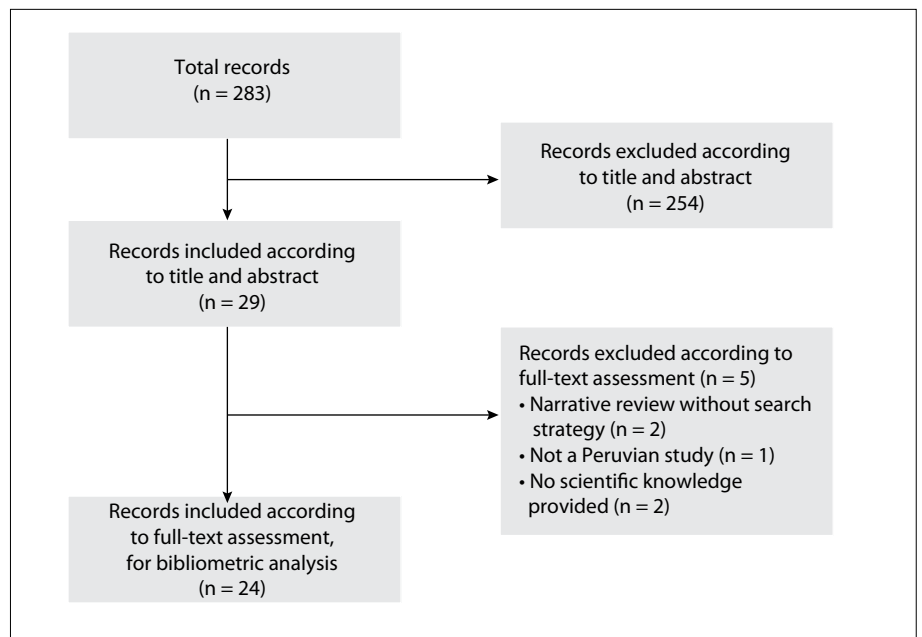 Total records
(n = 283)
Records excluded according
to title and abstract
(n = 254)
Records included according
to title and abstract
(n = 29)
Records excluded according to
full-text assessment (n = 5)
• Narrative review without search
strategy (n = 2)
• Not a Peruvian study (n = 1)
• No scientific knowledge
provided (n = 2)
Records included according
to full-text assessment,
for bibliometric analysis
(n = 24)